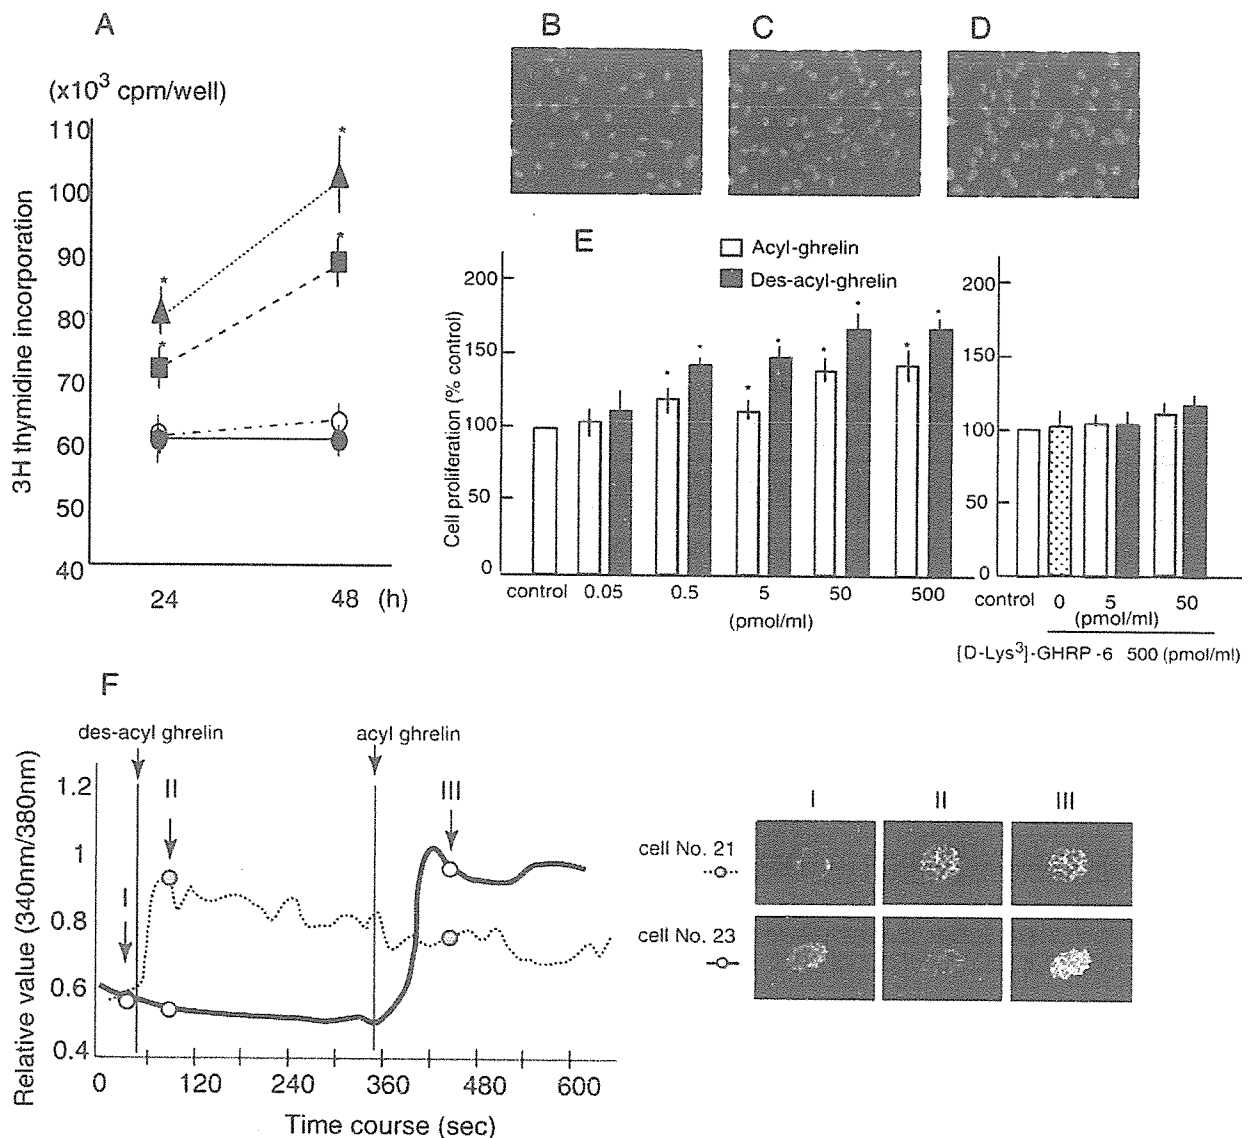 A
B
C
D
(x10³ cpm/well)
110
100
90
80
70
60
50
40
3H thymidine incorporation
*
*
*
*
24
48
(h)
E
Acyl-ghrelin
Des-acyl-ghrelin
Cell proliferation (% control)
200
150
100
50
0
* * * * * * * *
control
0.05
0.5
5
50
500
(pmol/ml)
200
150
100
50
0
control
0
5
50
(pmol/ml)
[D-Lys³]-GHRP -6 500 (pmol/ml)
F
des-acyl ghrelin
acyl ghrelin
I
II
III
Relative value (340nm/380nm)
1.2
1
0.8
0.6
0.4
0
120
240
360
480
600
Time course (sec)
I
II
III
cell No. 21
cell No. 23